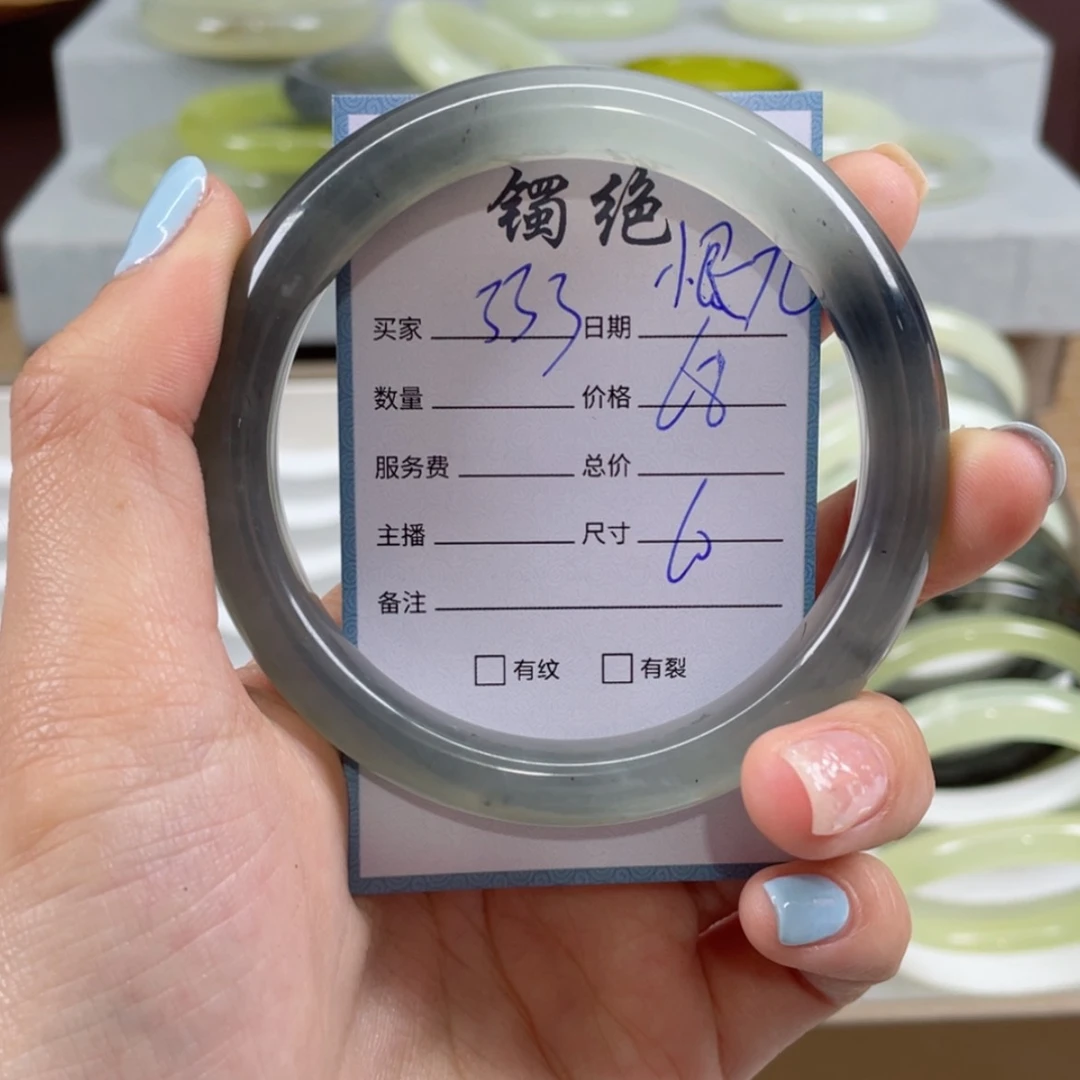 镯绝
买家 333 日期
数量 价格 68
服务费 总价
主播 尺寸 60
备注
有纹 有裂